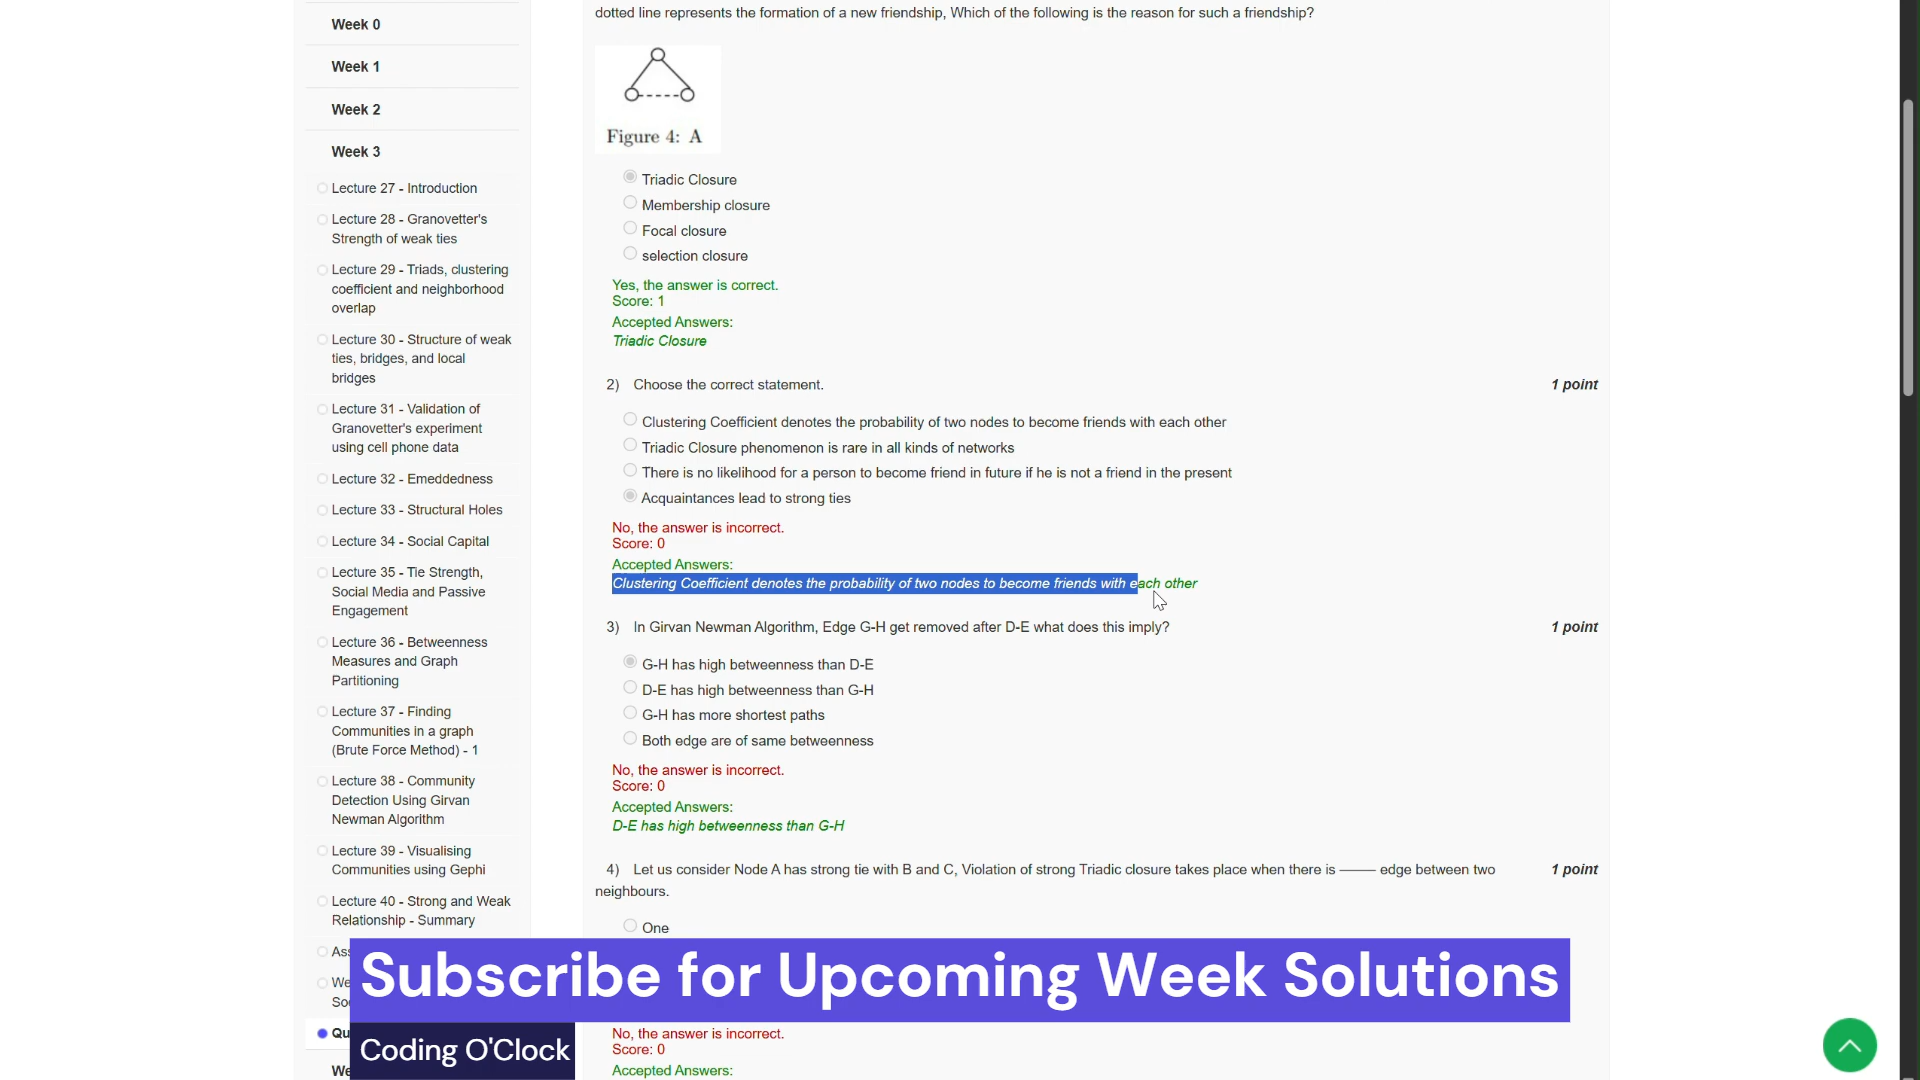 Week 0
Week 1
Week 2
Week 3
Lecture 27 - Introduction
Lecture 28 - Granovetter's
Strength of weak ties
Lecture 29 - Triads, clustering
coefficient and neighborhood
overlap
Lecture 30 - Structure of weak
ties, bridges, and local
bridges
Lecture 31 - Validation of
Granovetter's experiment
using cell phone data
Lecture 32 - Emeddedness
Lecture 33 - Structural Holes
Lecture 34 - Social Capital
Lecture 35 - Tie Strength,
Social Media and Passive
Engagement
Lecture 36 - Betweenness
Measures and Graph
Partitioning
Lecture 37 - Finding
Communities in a graph
(Brute Force Method) - 1
Lecture 38 - Community
Detection Using Girvan
Newman Algorithm
Lecture 39 - Visualising
Communities using Gephi
Lecture 40 - Strong and Weak
Relationship - Summary
dotted line represents the formation of a new friendship, Which of the following is the reason for such a friendship?
Figure 4: A
Triadic Closure
Membership closure
Focal closure
selection closure
Yes, the answer is correct.
Score: 1
Accepted Answers:
Triadic Closure
2) Choose the correct statement. 1 point
Clustering Coefficient denotes the probability of two nodes to become friends with each other
Triadic Closure phenomenon is rare in all kinds of networks
There is no likelihood for a person to become friend in future if he is not a friend in the present
Acquaintances lead to strong ties
No, the answer is incorrect.
Score: 0
Accepted Answers:
Clustering Coefficient denotes the probability of two nodes to become friends with each other
3) In Girvan Newman Algorithm, Edge G-H get removed after D-E what does this imply? 1 point
G-H has high betweenness than D-E
D-E has high betweenness than G-H
G-H has more shortest paths
Both edge are of same betweenness
No, the answer is incorrect.
Score: 0
Accepted Answers:
D-E has high betweenness than G-H
4) Let us consider Node A has strong tie with B and C, Violation of strong Triadic closure takes place when there is —— edge between two 1 point
neighbours.
One
No, the answer is incorrect.
Score: 0
Accepted Answers:
Subscribe for Upcoming Week Solutions
Coding O'Clock